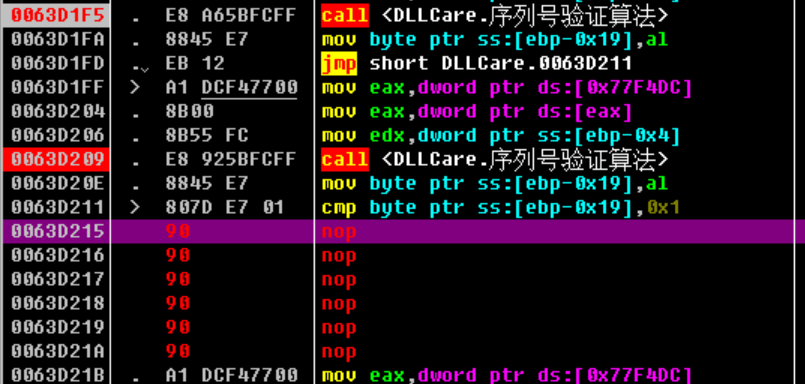 0063D1F5 . E8 A65BFCFF call <DLLCare.序列号验证算法>
0063D1FA . 8845 E7 mov byte ptr ss:[ebp-0x19],al
0063D1FD . EB 12 jmp short DLLCare.0063D211
0063D1FF > A1 DCF47700 mov eax,dword ptr ds:[0x77F4DC]
0063D204 . 8B00 mov eax,dword ptr ds:[eax]
0063D206 . 8B55 FC mov edx,dword ptr ss:[ebp-0x4]
0063D209 . E8 925BFCFF call <DLLCare.序列号验证算法>
0063D20E . 8845 E7 mov byte ptr ss:[ebp-0x19],al
0063D211 > 807D E7 01 cmp byte ptr ss:[ebp-0x19],0x1
0063D215 90 nop
0063D216 90 nop
0063D217 90 nop
0063D218 90 nop
0063D219 90 nop
0063D21A 90 nop
0063D21B . A1 DCF47700 mov eax,dword ptr ds:[0x77F4DC]